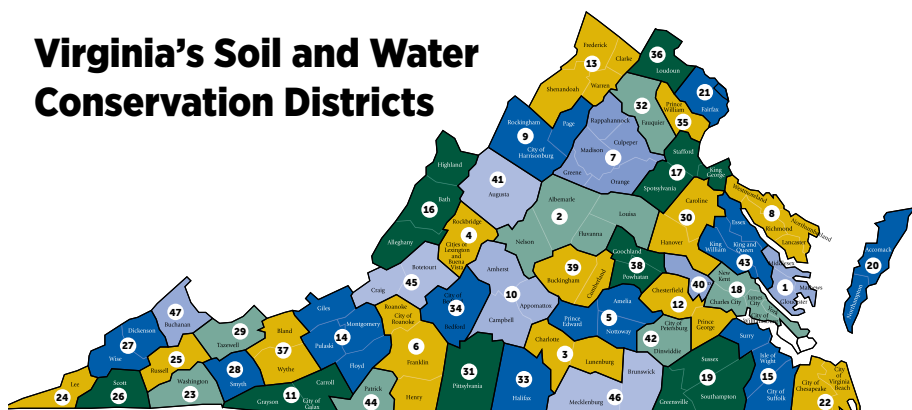 Virginia's Soil and Water
Conservation Districts
Frederick
Clarke
13
Shenandoah
Warren
36
Loudoun
21
Fairfax
32
Fauquier
Prince
William
35
Rockingham
9
Page
City of
Harrisonburg
Rappahannock
Madison
Culpeper
7
Greene
Orange
Stafford
17
King
George
Spotsylvania
Highland
Bath
16
Alleghany
41
Augusta
Albemarle
2
Louisa
Nelson
Fluvanna
Caroline
30
Hanover
Westmoreland
8
Northumberland
Richmond
Lancaster
Rockbridge
4
Cities of
Lexington
and
Buena
Vista
Essex
King
William
King and
Queen
43
Goochland
38
Powhatan
39
Buckingham
Cumberland
Accomack
20
Northampton
Botetourt
45
Craig
Amherst
10
Appomattox
Campbell
34
Bedford
40
New
Kent
18
Charles City
James
City
York
City of
Middlesex
1
Mathews
Gloucester
Chesterfield
12
Amelia
5
Prince
Edward
Nottoway
City of
Petersburg
42
Dinwiddie
Prince
George
Surry
47
Buchanan
Dickenson
27
Wise
29
Tazewell
25
Russell
28
Smyth
Bland
37
Wythe
Giles
14
Montgomery
Pulaski
Floyd
Roanoke
City of
Roanoke
6
Franklin
Henry
Charlotte
3
Lunenburg
Sussex
19
Greensville
Southampton
Isle of
Wight
15
City of
Suffolk
City of
Chesapeake
City
of
Virginia
Beach
22
Lee
24
Scott
26
Washington
23
Grayson
11
Carroll
City of
Galax
Patrick
44
31
Pittsylvania
33
Halifax
Brunswick
46
Mecklenburg